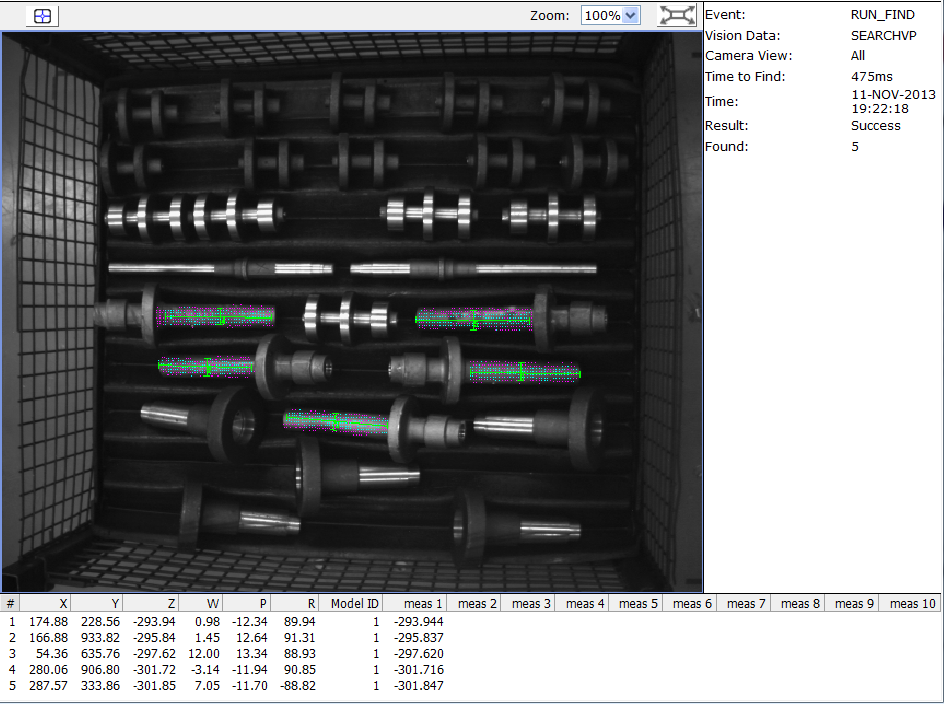 Zoom: 100%
Event: RUN_FIND
Vision Data: SEARCHVP
Camera View: All
Time to Find: 475ms
Time: 11-NOV-2013
19:22:18
Result: Success
Found: 5
# X Y Z W P R Model ID meas 1 meas 2 meas 3 meas 4 meas 5 meas 6 meas 7 meas 8 meas 9 meas 10
1 174.88 228.56 -293.94 0.98 -12.34 89.94 1 -293.944
2 166.88 933.82 -295.84 1.45 12.64 91.31 1 -295.837
3 54.36 635.76 -297.62 12.00 13.34 88.93 1 -297.620
4 280.06 906.80 -301.72 -3.14 -11.94 90.85 1 -301.716
5 287.57 333.86 -301.85 7.05 -11.70 -88.82 1 -301.847